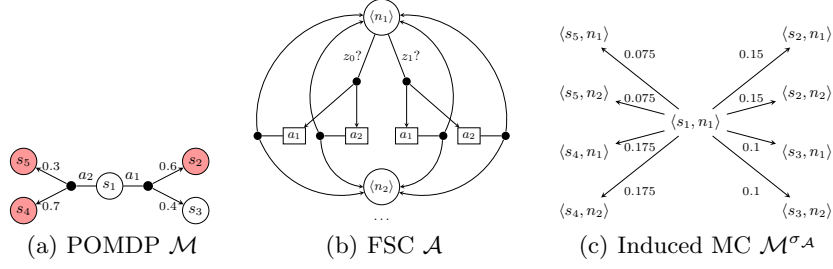 ⟨n₁⟩
z₀?
z₁?
a₁
a₂
a₁
a₂
⟨n₂⟩
...
s₅
0.3
a₂
s₁
a₁
0.6
s₂
s₄
0.7
0.4
s₃
⟨s₅, n₁⟩
⟨s₂, n₁⟩
0.075
0.15
⟨s₅, n₂⟩
0.075
0.15
⟨s₂, n₂⟩
⟨s₁, n₁⟩
⟨s₄, n₁⟩
0.175
0.1
⟨s₃, n₁⟩
0.175
0.1
⟨s₄, n₂⟩
⟨s₃, n₂⟩
(a) POMDP ℳ
(b) FSC 𝒜
(c) Induced MC ℳ^σ𝒜